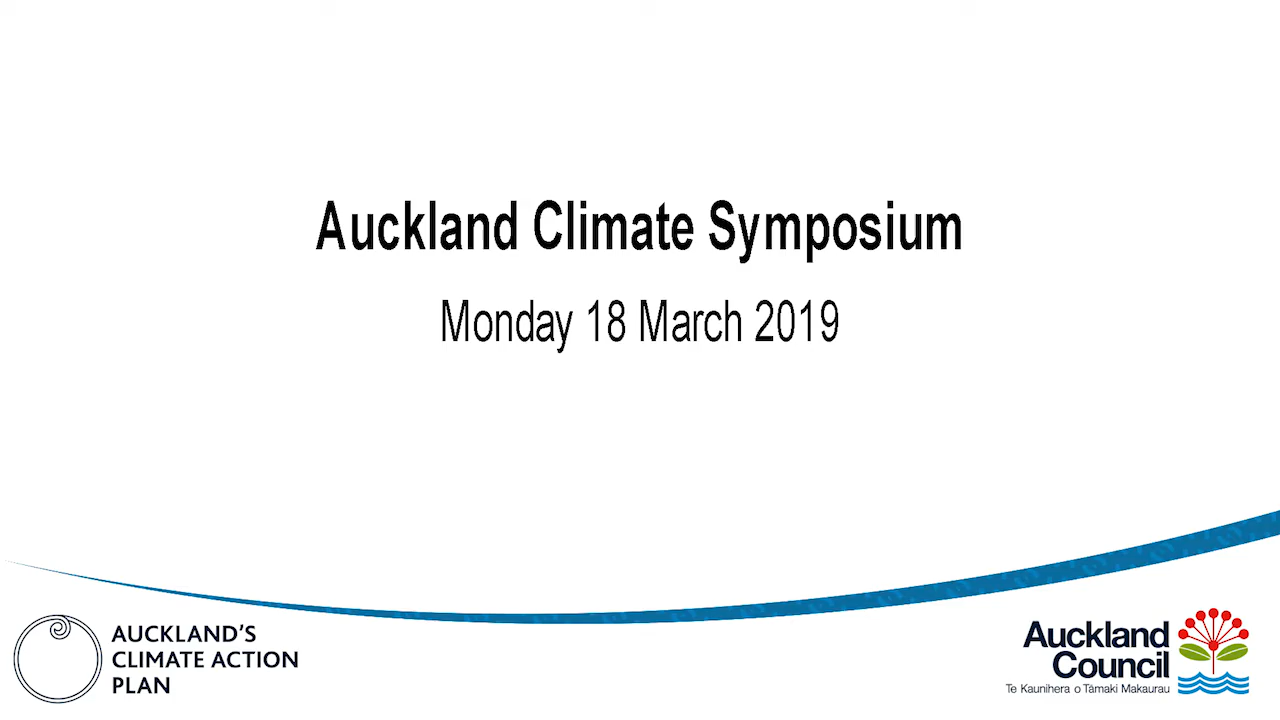 Auckland Climate Symposium
Monday 18 March 2019
AUCKLAND'S
CLIMATE ACTION
PLAN
Auckland
Council
Te Kaunihera o Tāmaki Makaurau